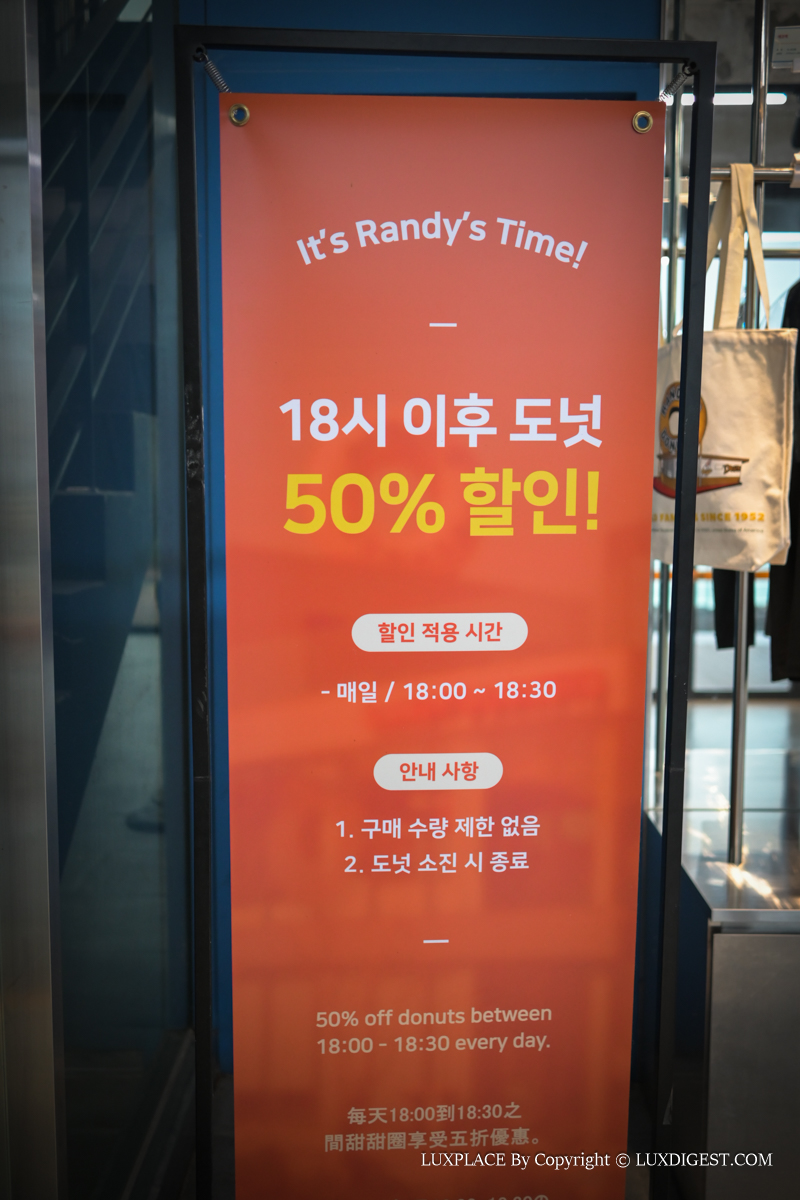 It's Randy's Time!
18시 이후 도넛
50% 할인!
할인 적용 시간
- 매일 / 18:00 ~ 18:30
안내 사항
1. 구매 수량 제한 없음
2. 도넛 소진 시 종료
50% off donuts between
18:00 - 18:30 every day.
每天18:00到18:30之
間甜甜圈享受五折優惠。
SINCE 1952
LUXPLACE By Copyright © LUXDIGEST.COM